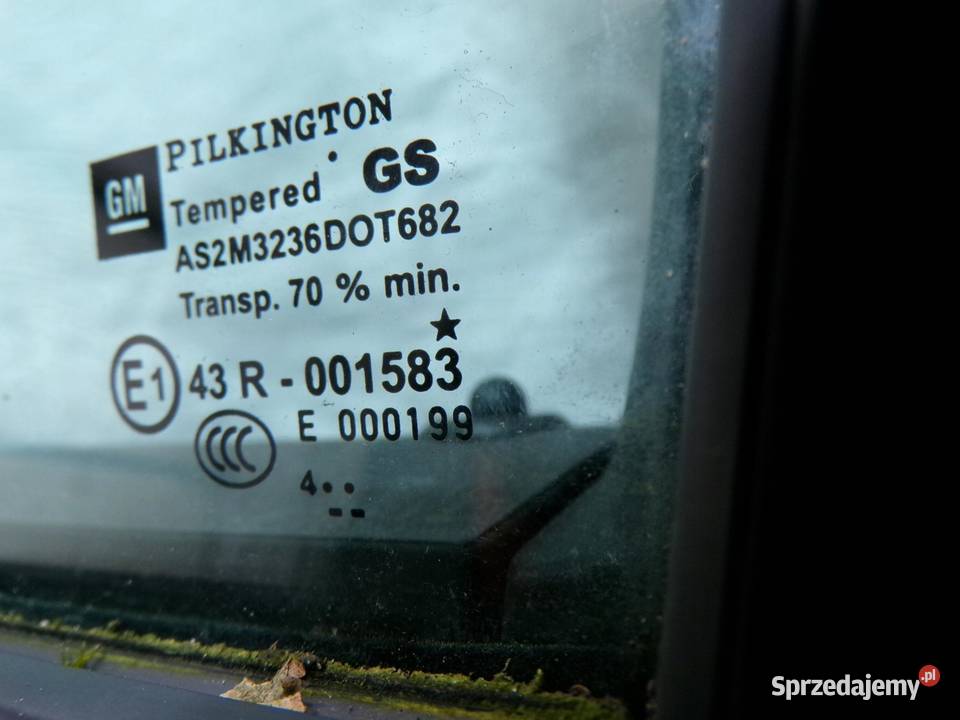 PILKINGTON
GM
Tempered GS
AS2M3236DOT682
Transp. 70 % min.
E1 43 R - 001583
CCC E 000199
4
Sprzedajemy.pl